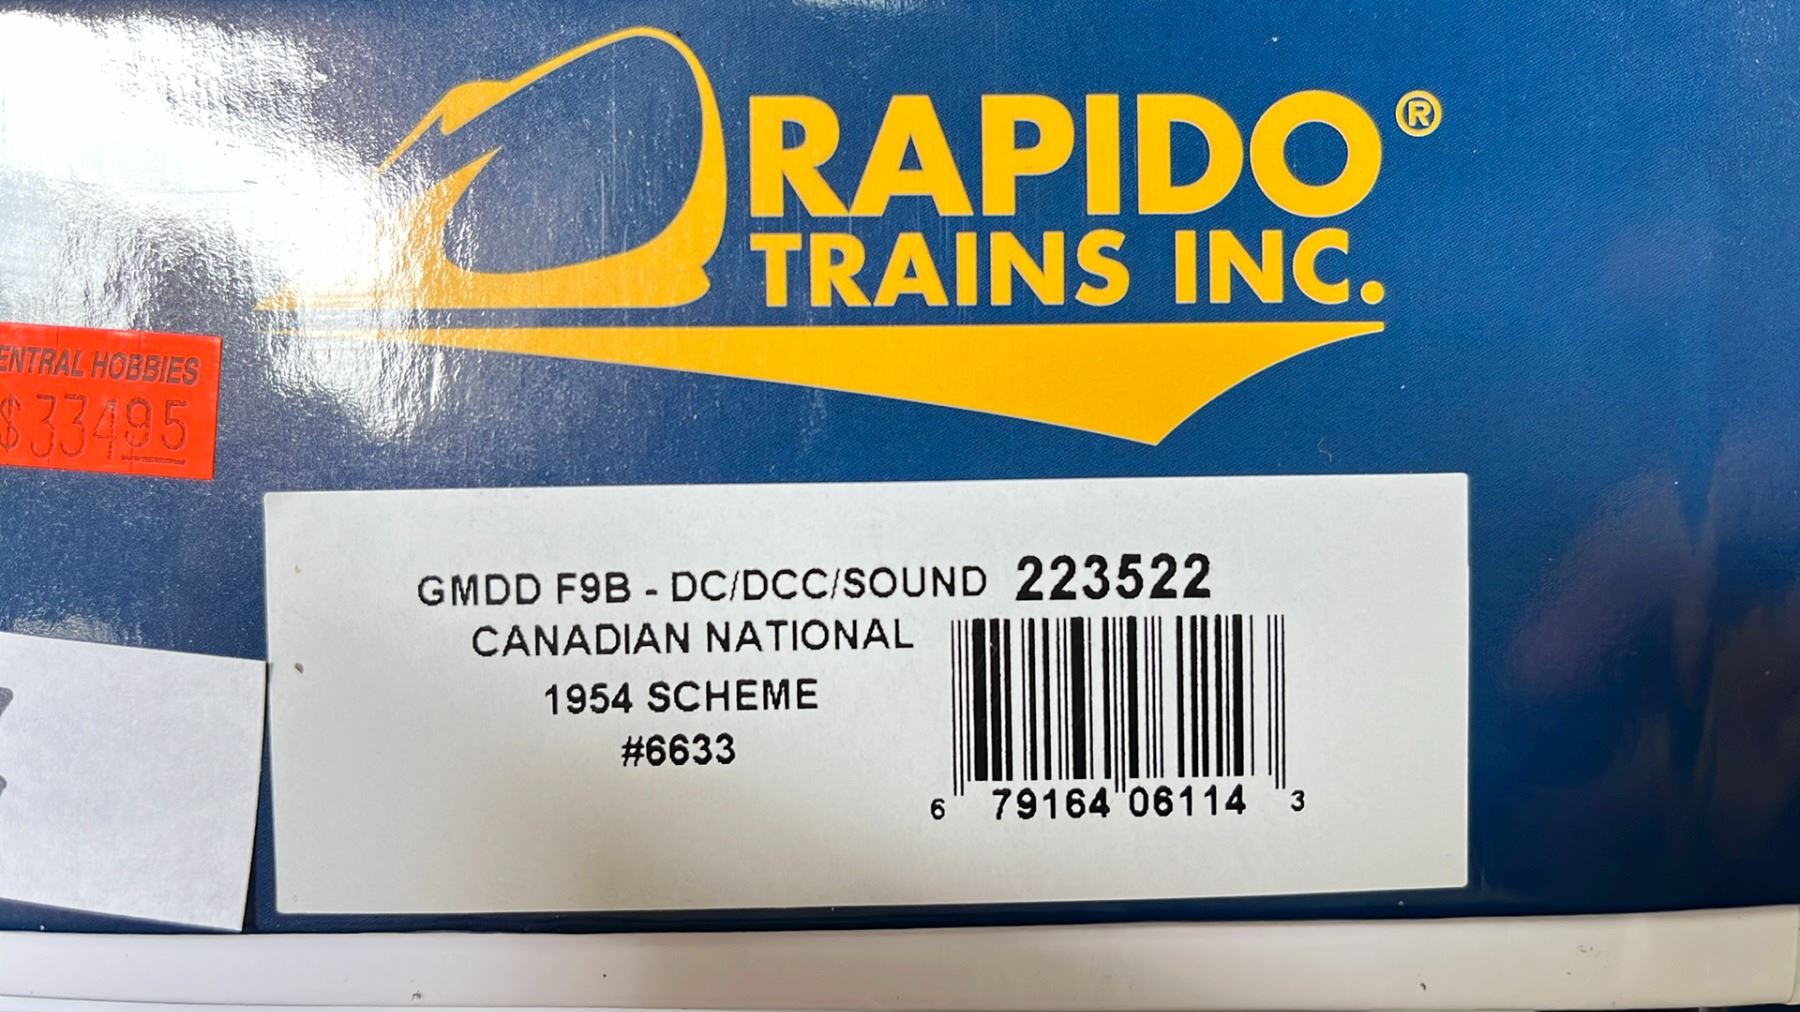 RAPIDO®
TRAINS INC.
ENTRAL HOBBIES
$334.95
GMDD F9B - DC/DCC/SOUND 223522
CANADIAN NATIONAL
1954 SCHEME
#6633
6 79164 06114 3